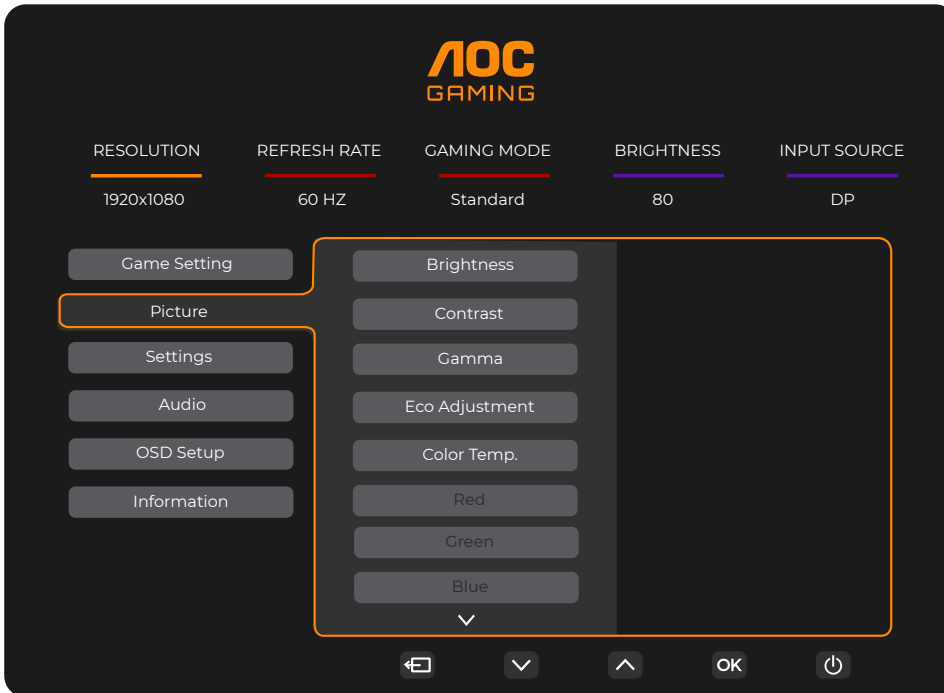 AOC
GAMING
RESOLUTION REFRESH RATE GAMING MODE BRIGHTNESS INPUT SOURCE
1920x1080 60 HZ Standard 80 DP
Game Setting
Picture
Settings
Audio
OSD Setup
Information
Brightness
Contrast
Gamma
Eco Adjustment
Color Temp.
Red
Green
Blue
OK